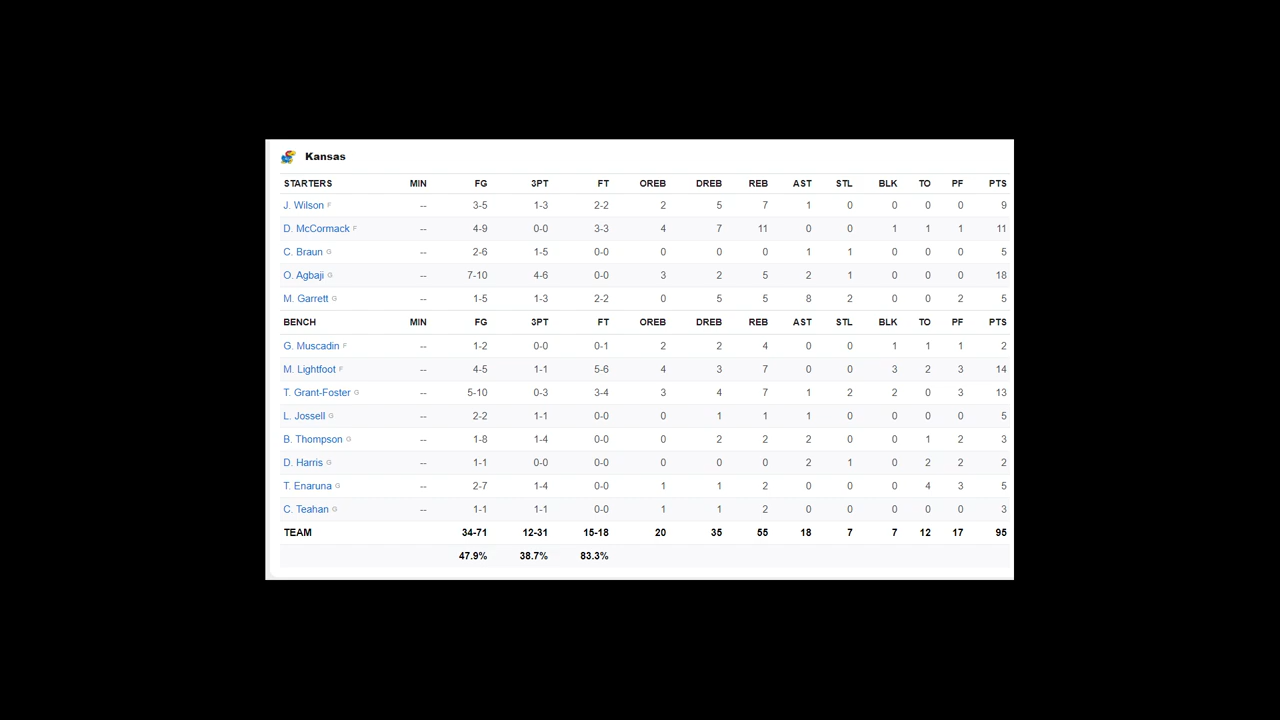 Kansas
STARTERS MIN FG 3PT FT OREB DREB REB AST STL BLK TO PF PTS
J. Wilson F -- 3-5 1-3 2-2 2 5 7 1 0 0 0 0 9
D. McCormack F -- 4-9 0-0 3-3 4 7 11 0 0 1 1 1 11
C. Braun G -- 2-6 1-5 0-0 0 0 0 1 1 0 0 0 5
O. Agbaji G -- 7-10 4-6 0-0 3 2 5 2 1 0 0 0 18
M. Garrett G -- 1-5 1-3 2-2 0 5 5 8 2 0 0 2 5
BENCH MIN FG 3PT FT OREB DREB REB AST STL BLK TO PF PTS
G. Muscadin F -- 1-2 0-0 0-1 2 2 4 0 0 1 1 1 2
M. Lightfoot F -- 4-5 1-1 5-6 4 3 7 0 0 3 2 3 14
T. Grant-Foster G -- 5-10 0-3 3-4 3 4 7 1 2 2 0 3 13
L. Jossell G -- 2-2 1-1 0-0 0 1 1 1 0 0 0 0 5
B. Thompson G -- 1-8 1-4 0-0 0 2 2 2 0 0 1 2 3
D. Harris G -- 1-1 0-0 0-0 0 0 0 2 1 0 2 2 2
T. Enaruna G -- 2-7 1-4 0-0 1 1 2 0 0 0 4 3 5
C. Teahan G -- 1-1 1-1 0-0 1 1 2 0 0 0 0 0 3
TEAM 34-71 12-31 15-18 20 35 55 18 7 7 12 17 95
47.9% 38.7% 83.3%